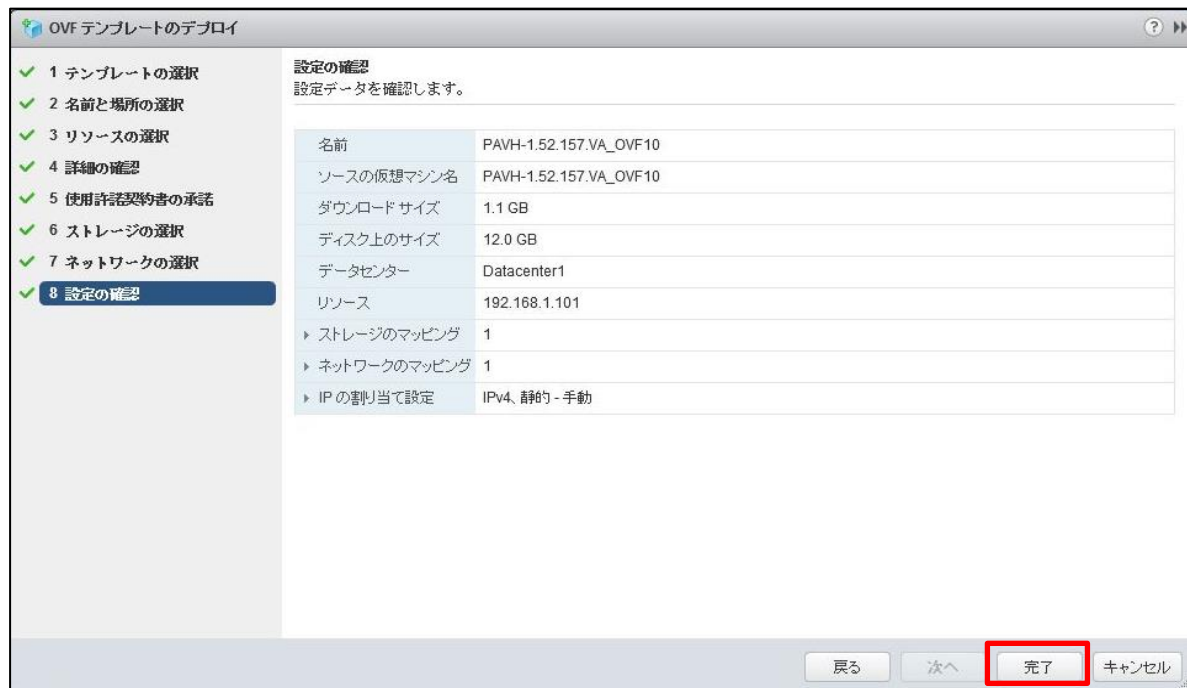 OVF テンプレートのデプロイ
1 テンプレートの選択
2 名前と場所の選択
3 リソースの選択
4 詳細の確認
5 使用許諾契約書の承諾
6 ストレージの選択
7 ネットワークの選択
8 設定の確認
設定の確認
設定データを確認します。
名前 PAVH-1.52.157.VA_OVF10
ソースの仮想マシン名 PAVH-1.52.157.VA_OVF10
ダウンロード サイズ 1.1 GB
ディスク上のサイズ 12.0 GB
データセンター Datacenter1
リソース 192.168.1.101
ストレージのマッピング 1
ネットワークのマッピング 1
IP の割り当て設定 IPv4、静的 - 手動
戻る 次へ 完了 キャンセル